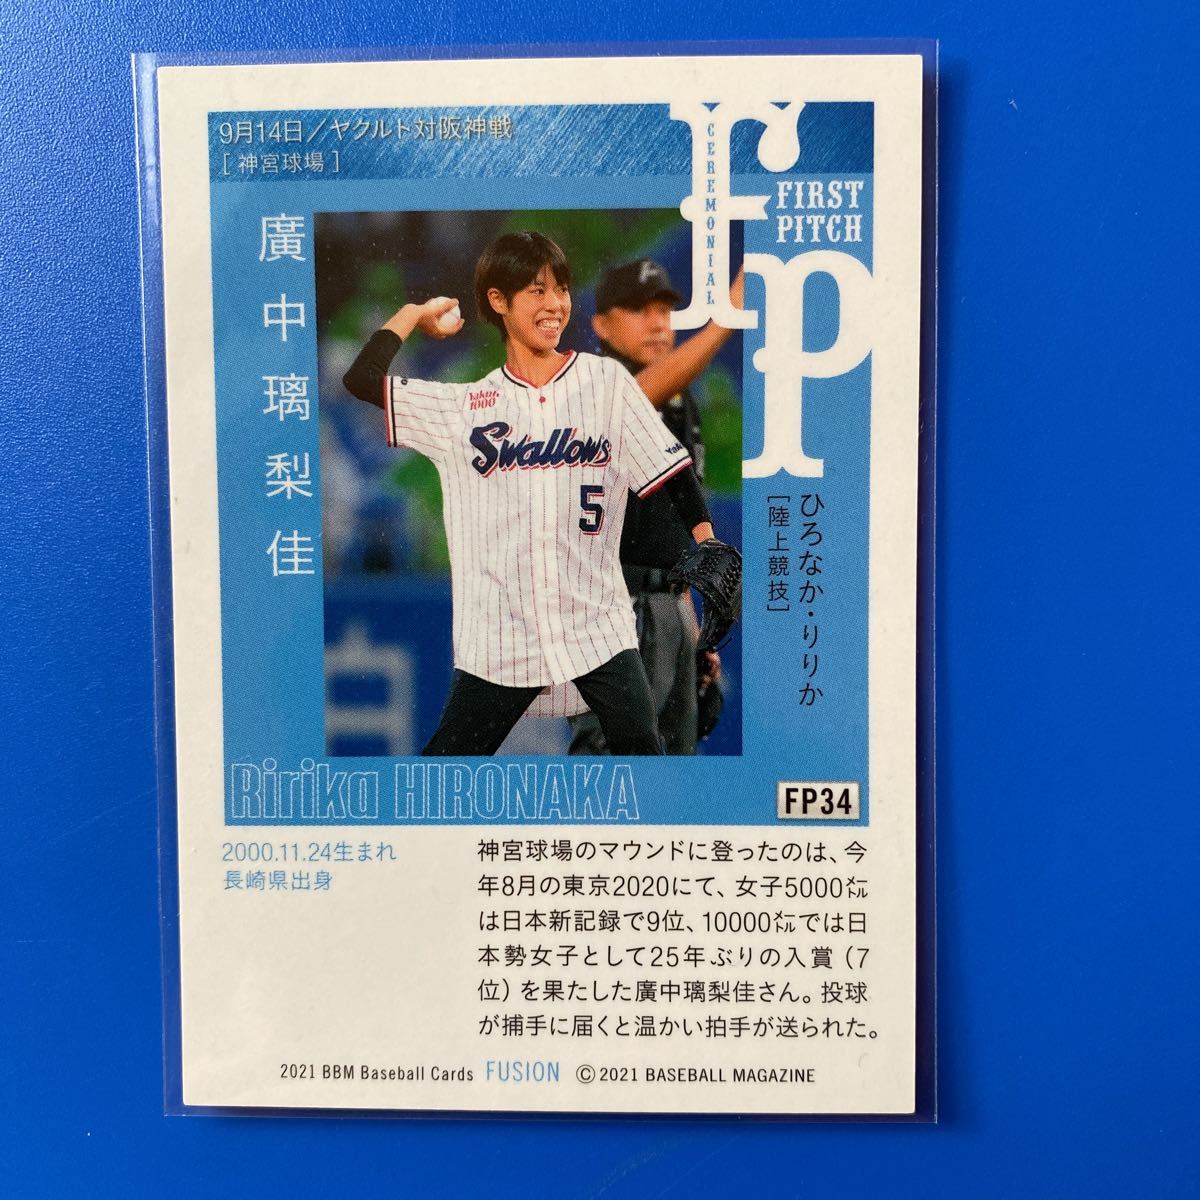 9月14日／ヤクルト対阪神戦
[ 神宮球場 ]
CEREMONIAL
FIRST
PITCH
fp
廣中璃梨佳
Yakult
1000
Swallows
5
Yak
ひろなか・りりか
[陸上競技]
Ririka HIRONAKA
FP34
2000.11.24生まれ
長崎県出身
神宮球場のマウンドに登ったのは、今
年8月の東京2020にて、女子5000㍍
は日本新記録で9位、10000㍍では日
本勢女子として25年ぶりの入賞（7
位）を果たした廣中璃梨佳さん。投球
が捕手に届くと温かい拍手が送られた。
2021 BBM Baseball Cards FUSION © 2021 BASEBALL MAGAZINE